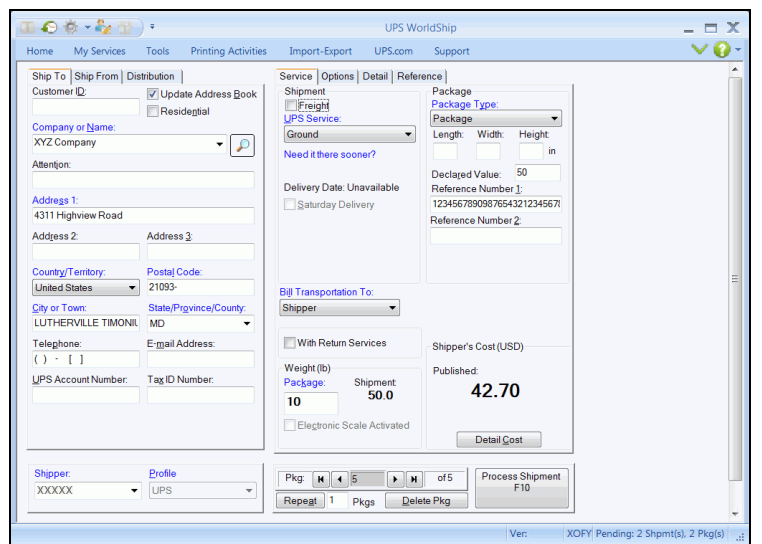 UPS WorldShip
Home My Services Tools Printing Activities Import-Export UPS.com Support
Ship To Ship From Distribution
Customer ID:
Update Address Book
Residential
Company or Name:
XYZ Company
Attention:
Address 1:
4311 Highview Road
Address 2: Address 3:
Country/Territory: Postal Code:
United States 21093-
City or Town: State/Province/County:
LUTHERVILLE TIMONIL MD
Telephone: E-mail Address:
( ) - [ ]
UPS Account Number: Tax ID Number:
Shipper: Profile
XXXXX UPS
Service Options Detail Reference
Shipment
Freight
UPS Service:
Ground
Need it there sooner?
Delivery Date: Unavailable
Saturday Delivery
Bill Transportation To:
Shipper
With Return Services
Weight (lb)
Package: Shipment:
10 50.0
Electronic Scale Activated
Package
Package Type:
Package
Length: Width: Height:
in
Declared Value: 50
Reference Number 1:
Reference Number 2:
Shipper's Cost (USD)
Published:
42.70
Detail Cost
Pkg: 5 of 5
Repeat 1 Pkgs Delete Pkg
Process Shipment
F10
Ver: XOFY Pending: 2 Shpmt(s), 2 Pkg(s)